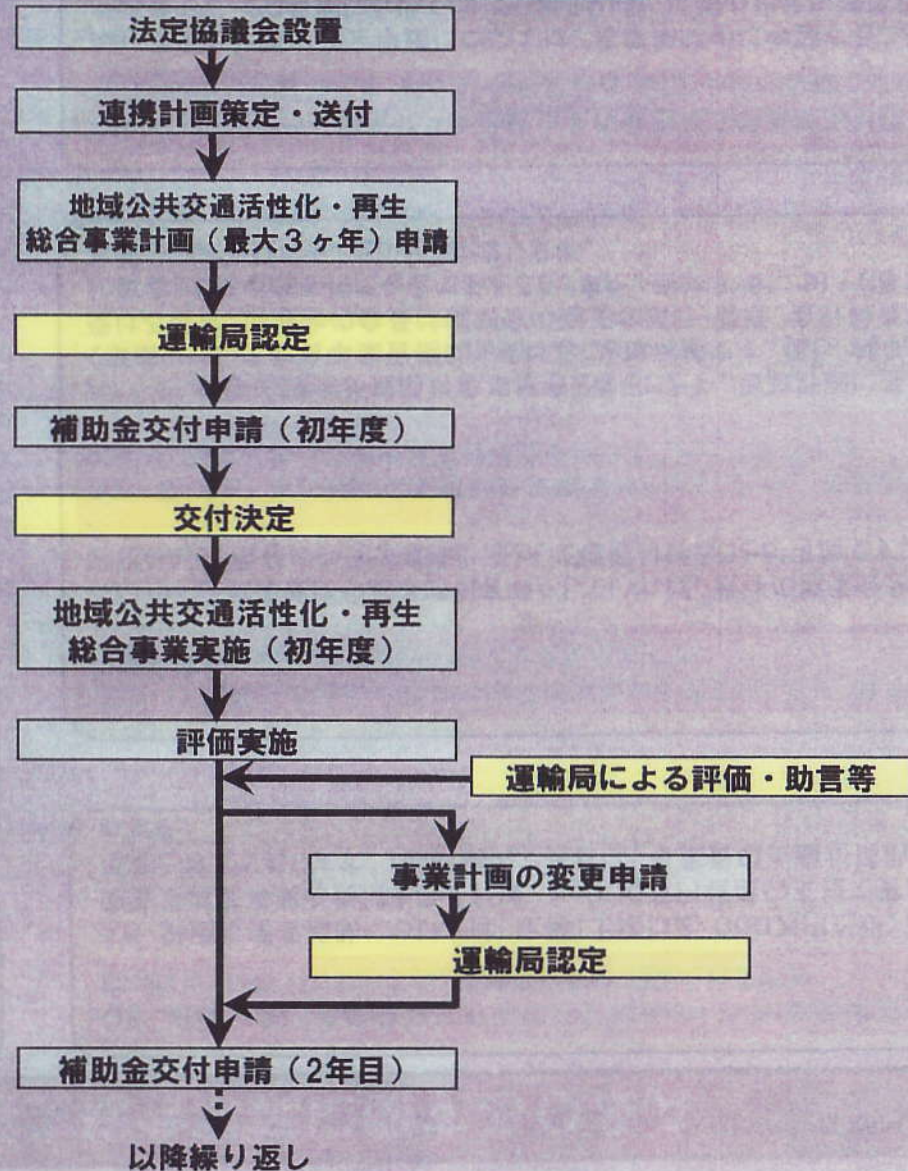 法定協議会設置
連携計画策定・送付
地域公共交通活性化・再生
総合事業計画（最大３ヶ年）申請
運輸局認定
補助金交付申請（初年度）
交付決定
地域公共交通活性化・再生
総合事業実施（初年度）
評価実施
運輸局による評価・助言等
事業計画の変更申請
運輸局認定
補助金交付申請（2年目）
以降繰り返し